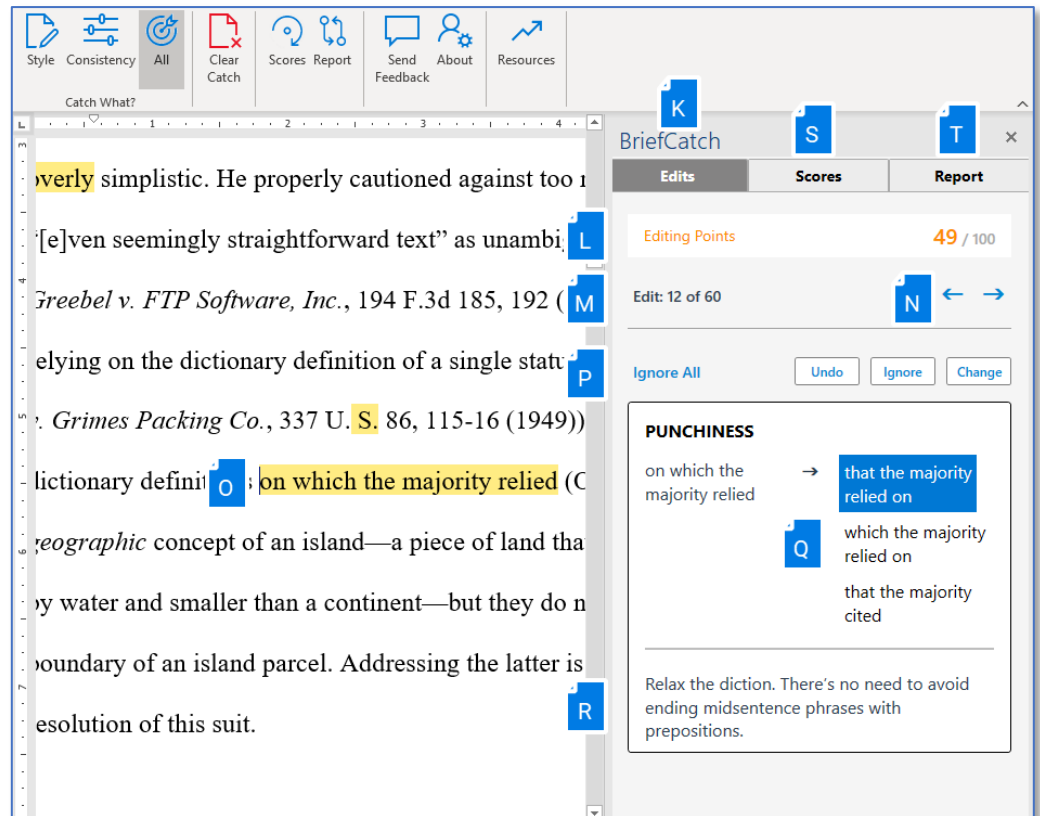 Style Consistency All Clear Catch Scores Report Send Feedback About Resources
Catch What?
K
S
T
BriefCatch
Edits Scores Report
1 2 3 4
overly simplistic. He properly cautioned against too
L
Editing Points 49 / 100
"[e]ven seemingly straightforward text" as
M
Edit: 12 of 60
N
← →
Greebel v. FTP Software, Inc., 194 F.3d 185, 192 (
P
Ignore All Undo Ignore Change
elying on the dictionary definition of a single
v. Grimes Packing Co., 337 U. S. 86, 115-16 (1949))
O
lictionary on which the majority relied (
geographic concept of an island—a piece of land
by water and smaller than a continent—but they do
boundary of an island parcel. Addressing the latter is
esolution of this suit.
PUNCHINESS
on which the
majority relied
→
that the majority
relied on
Q
which the majority
relied on
that the majority
cited
R
Relax the diction. There's no need to avoid
ending midsentence phrases with
prepositions.